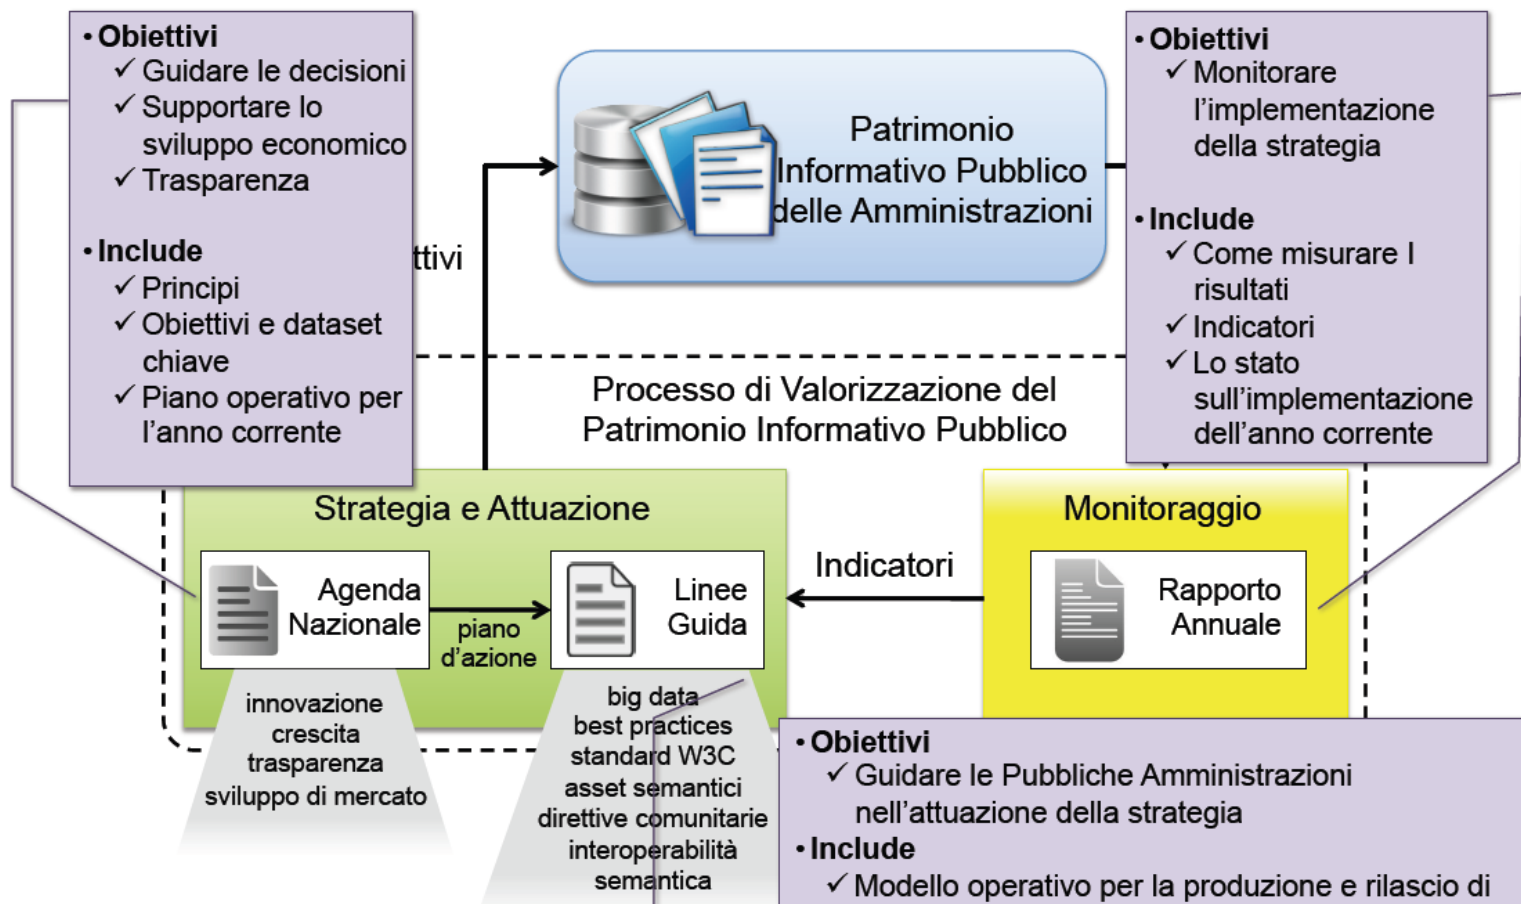 • Obiettivi
✓ Guidare le decisioni
✓ Supportare lo
sviluppo economico
✓ Trasparenza
• Include
✓ Principi
✓ Obiettivi e dataset
chiave
✓ Piano operativo per
l'anno corrente
ttivi
Patrimonio
Informativo Pubblico
delle Amministrazioni
• Obiettivi
✓ Monitorare
l'implementazione
della strategia
• Include
✓ Come misurare I
risultati
✓ Indicatori
✓ Lo stato
sull'implementazione
dell'anno corrente
Processo di Valorizzazione del
Patrimonio Informativo Pubblico
Strategia e Attuazione
Agenda
Nazionale
piano
d'azione
Linee
Guida
Indicatori
Monitoraggio
Rapporto
Annuale
innovazione
crescita
trasparenza
sviluppo di mercato
big data
best practices
standard W3C
asset semantici
direttive comunitarie
interoperabilità
semantica
• Obiettivi
✓ Guidare le Pubbliche Amministrazioni
nell'attuazione della strategia
• Include
✓ Modello operativo per la produzione e rilascio di